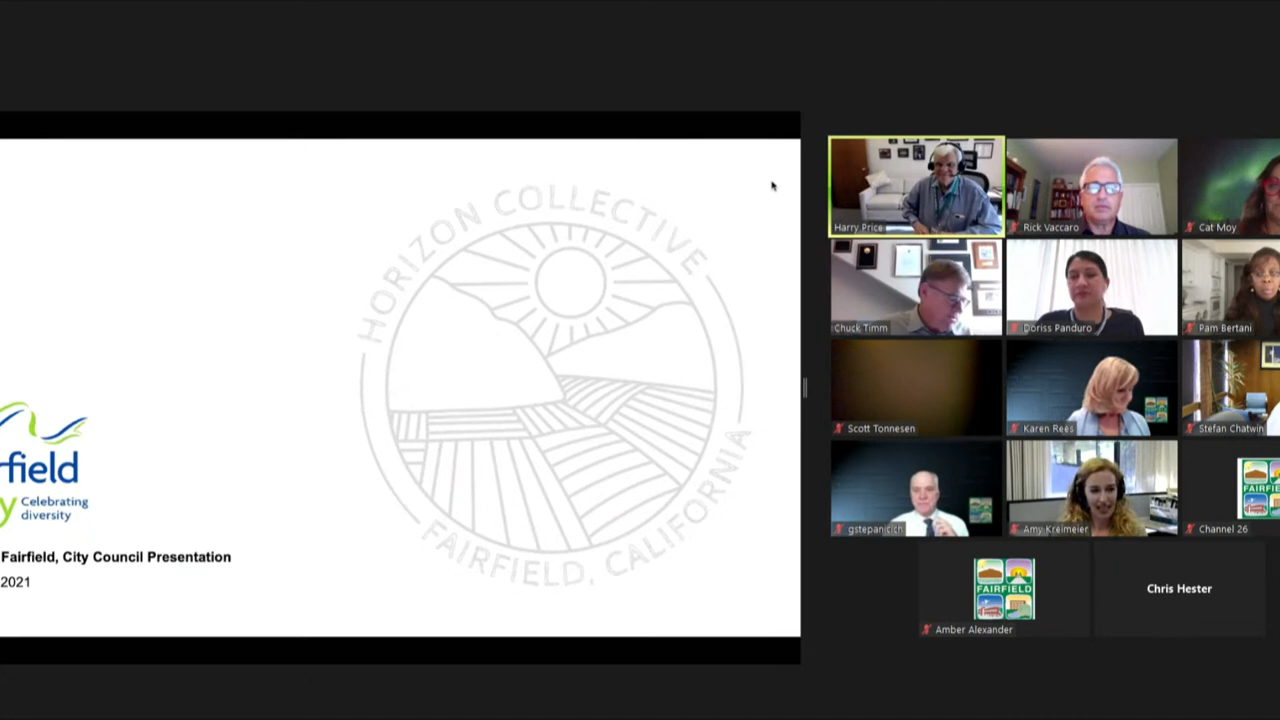 HORIZON COLLECTIVE
FAIRFIELD, CALIFORNIA
rfield
y Celebrating
diversity
Fairfield, City Council Presentation
2021
Harry Price
Rick Vaccaro
Cat Moy
Chuck Timm
Doriss Panduro
Pam Bertani
Scott Tonnesen
Karen Rees
Stefan Chatwin
gstepanicich
Amy Kreimeier
FAIRFIE
Channel 26
FAIRFIELD
Amber Alexander
Chris Hester